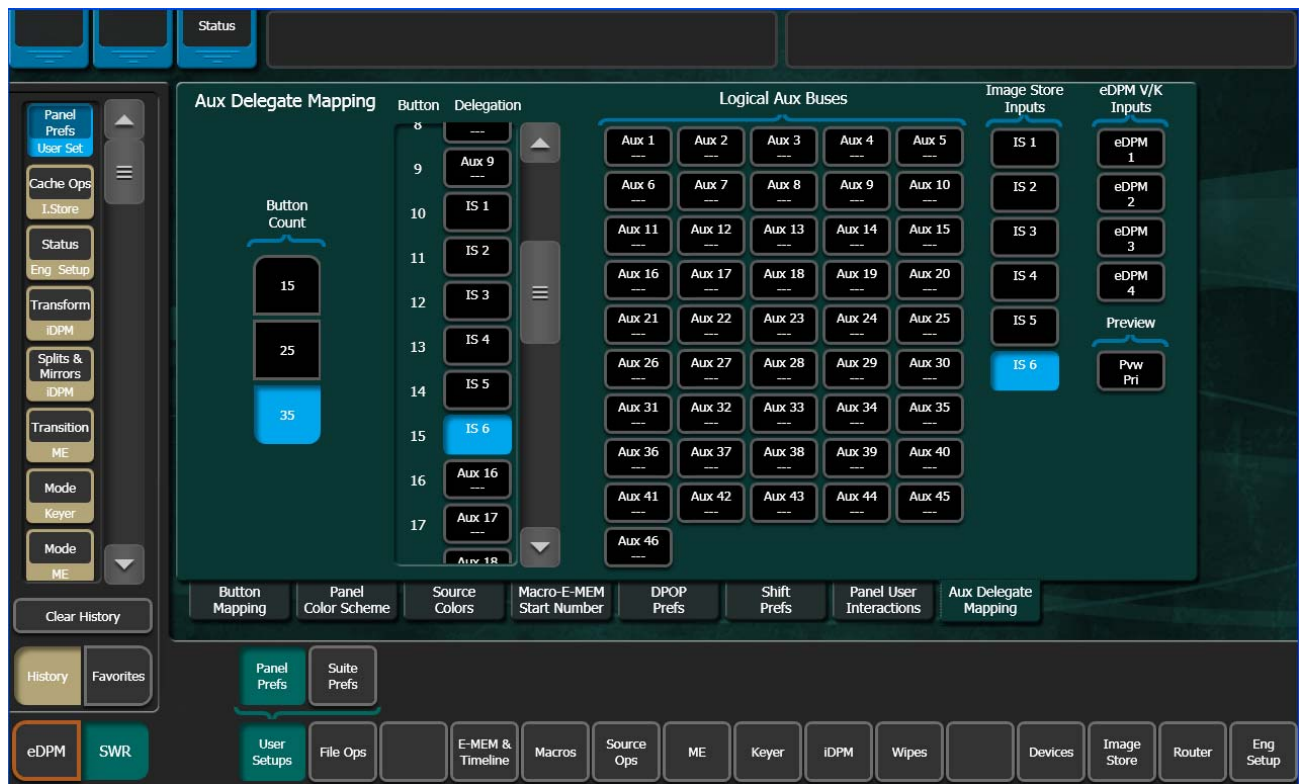 Status
Panel
Prefs
User Set
Cache Ops
I.Store
Status
Eng Setup
Transform
iDPM
Splits &
Mirrors
iDPM
Transition
ME
Mode
Keyer
Mode
ME
Clear History
History
Favorites
eDPM
SWR
Aux Delegate Mapping
Button
Count
15
25
35
Button Delegation
8 ---
9 Aux 9
---
10 IS 1
11 IS 2
12 IS 3
13 IS 4
14 IS 5
15 IS 6
16 Aux 16
---
17 Aux 17
---
Aux 18
Logical Aux Buses
Aux 1 Aux 2 Aux 3 Aux 4 Aux 5
--- --- --- --- ---
Aux 6 Aux 7 Aux 8 Aux 9 Aux 10
--- --- --- --- ---
Aux 11 Aux 12 Aux 13 Aux 14 Aux 15
--- --- --- --- ---
Aux 16 Aux 17 Aux 18 Aux 19 Aux 20
--- --- --- --- ---
Aux 21 Aux 22 Aux 23 Aux 24 Aux 25
--- --- --- --- ---
Aux 26 Aux 27 Aux 28 Aux 29 Aux 30
--- --- --- --- ---
Aux 31 Aux 32 Aux 33 Aux 34 Aux 35
--- --- --- --- ---
Aux 36 Aux 37 Aux 38 Aux 39 Aux 40
--- --- --- --- ---
Aux 41 Aux 42 Aux 43 Aux 44 Aux 45
--- --- --- --- ---
Aux 46
---
Image Store
Inputs
IS 1
IS 2
IS 3
IS 4
IS 5
IS 6
eDPM V/K
Inputs
eDPM
1
eDPM
2
eDPM
3
eDPM
4
Preview
Pvw
Pri
Button
Mapping
Panel
Color Scheme
Source
Colors
Macro-E-MEM
Start Number
DPOP
Prefs
Shift
Prefs
Panel User
Interactions
Aux Delegate
Mapping
Panel
Prefs
Suite
Prefs
User
Setups
File Ops
E-MEM &
Timeline
Macros
Source
Ops
ME
Keyer
iDPM
Wipes
Devices
Image
Store
Router
Eng
Setup